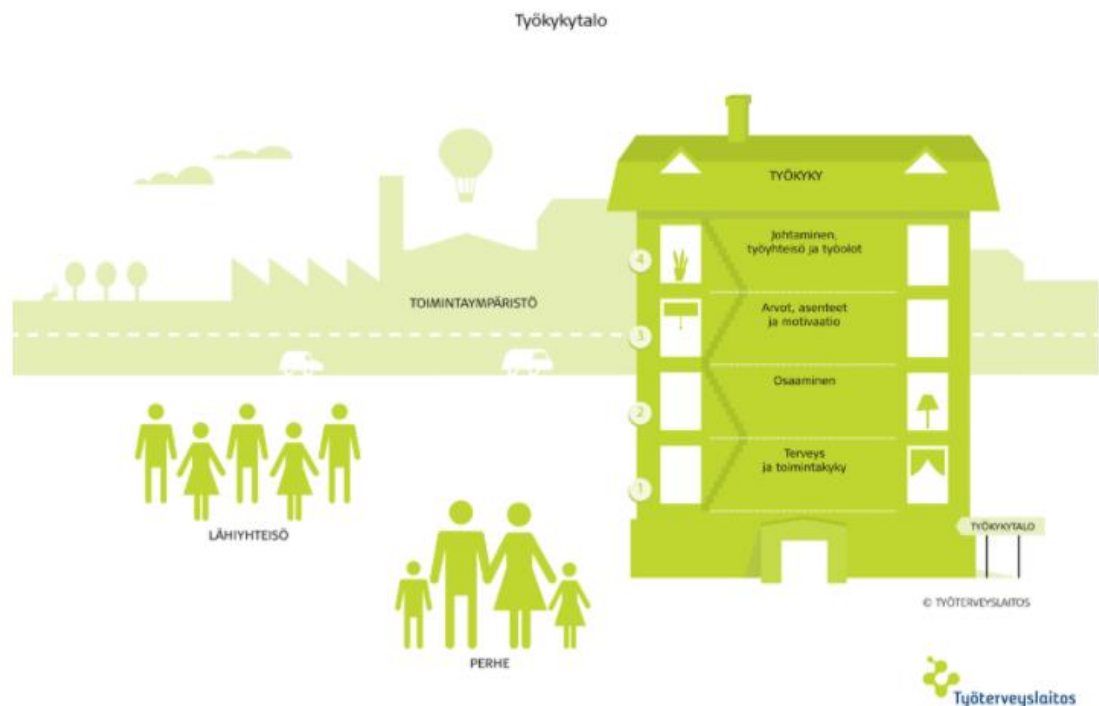 Työkykytalo
TYÖKYKY
4
Johtaminen,
työyhteisö ja työolot
TOIMINTAYMPÄRISTÖ
3
Arvot, asenteet
ja motivaatio
2
Osaaminen
1
Terveys
ja toimintakyky
LÄHIYHTEISÖ
PERHE
TYÖKYKYTALO
© TYÖTERVEYSLAITOS
Työterveyslaitos